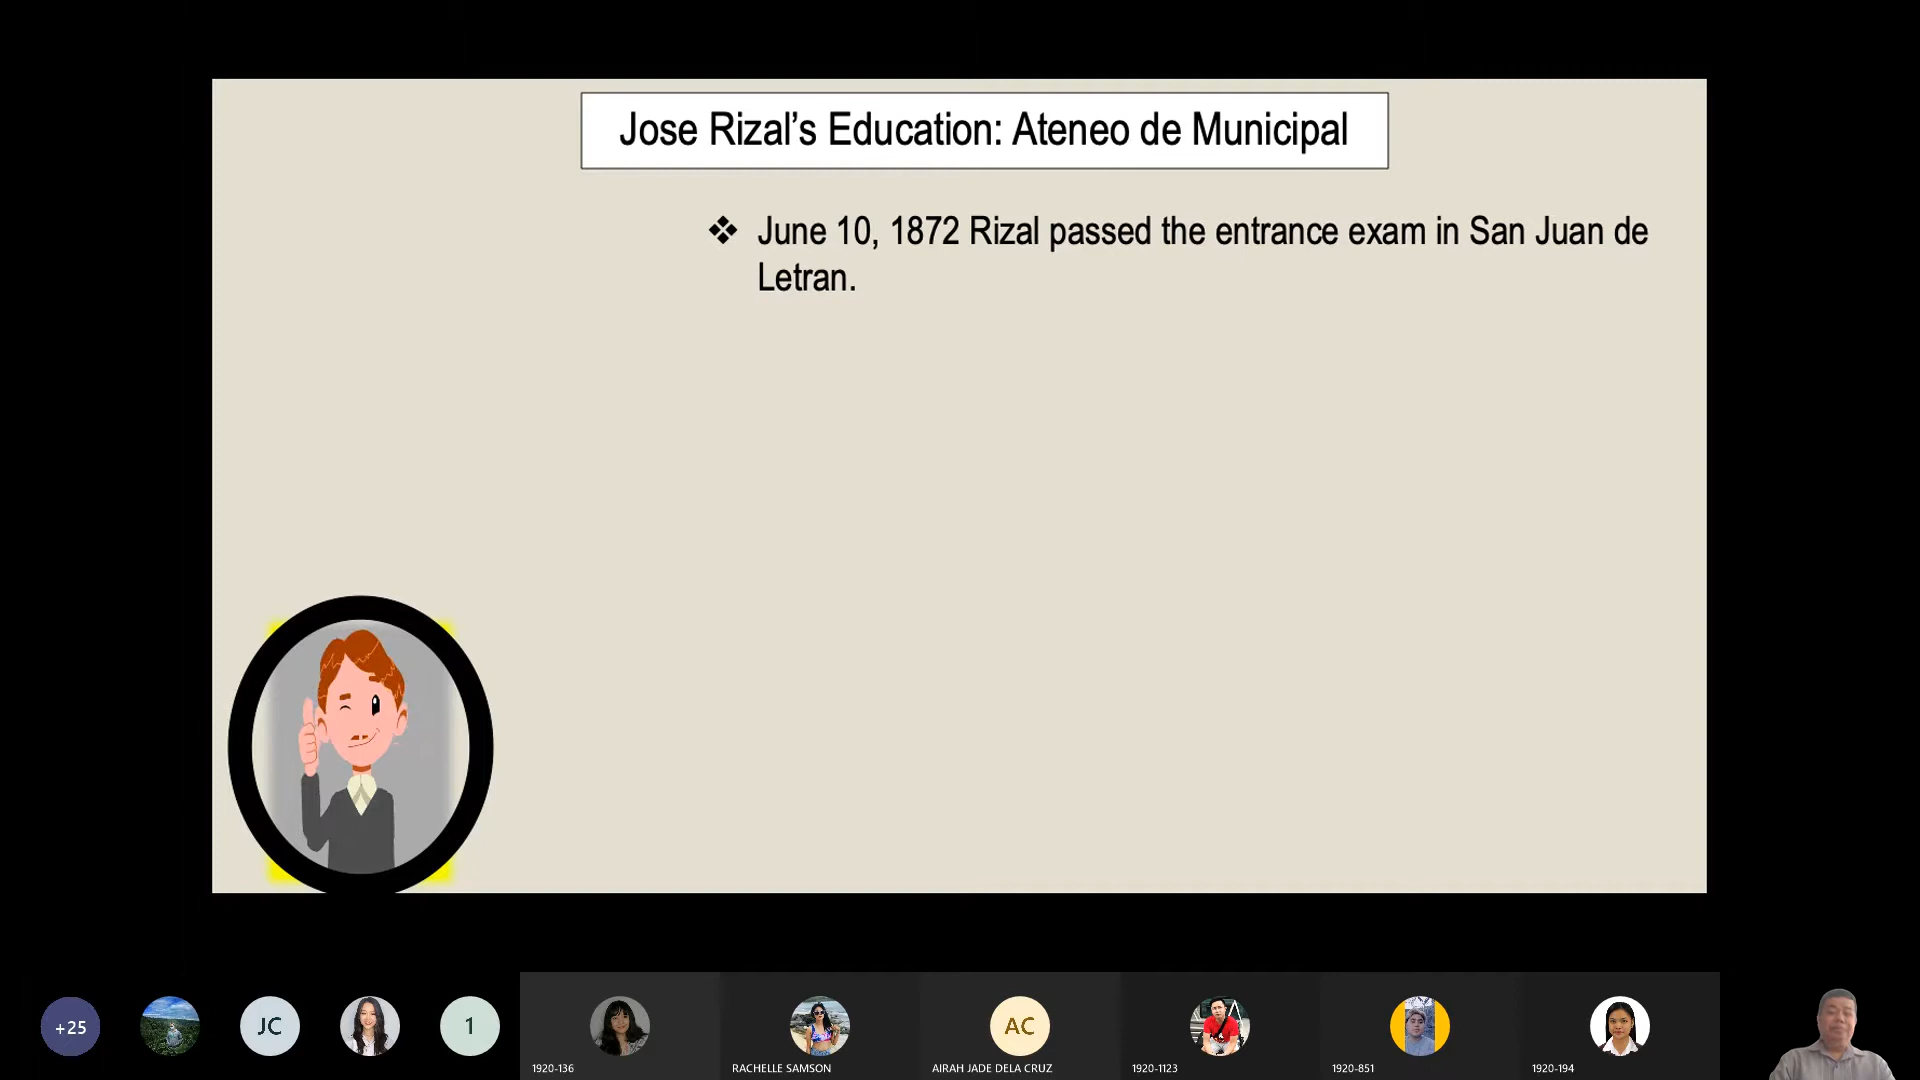 Jose Rizal’s Education: Ateneo de Municipal
❖ June 10, 1872 Rizal passed the entrance exam in San Juan de
Letran.
+25
JC
1
AC
1920-136
RACHELLE SAMSON
AIRAH JADE DELA CRUZ
1920-1123
1920-851
1920-194